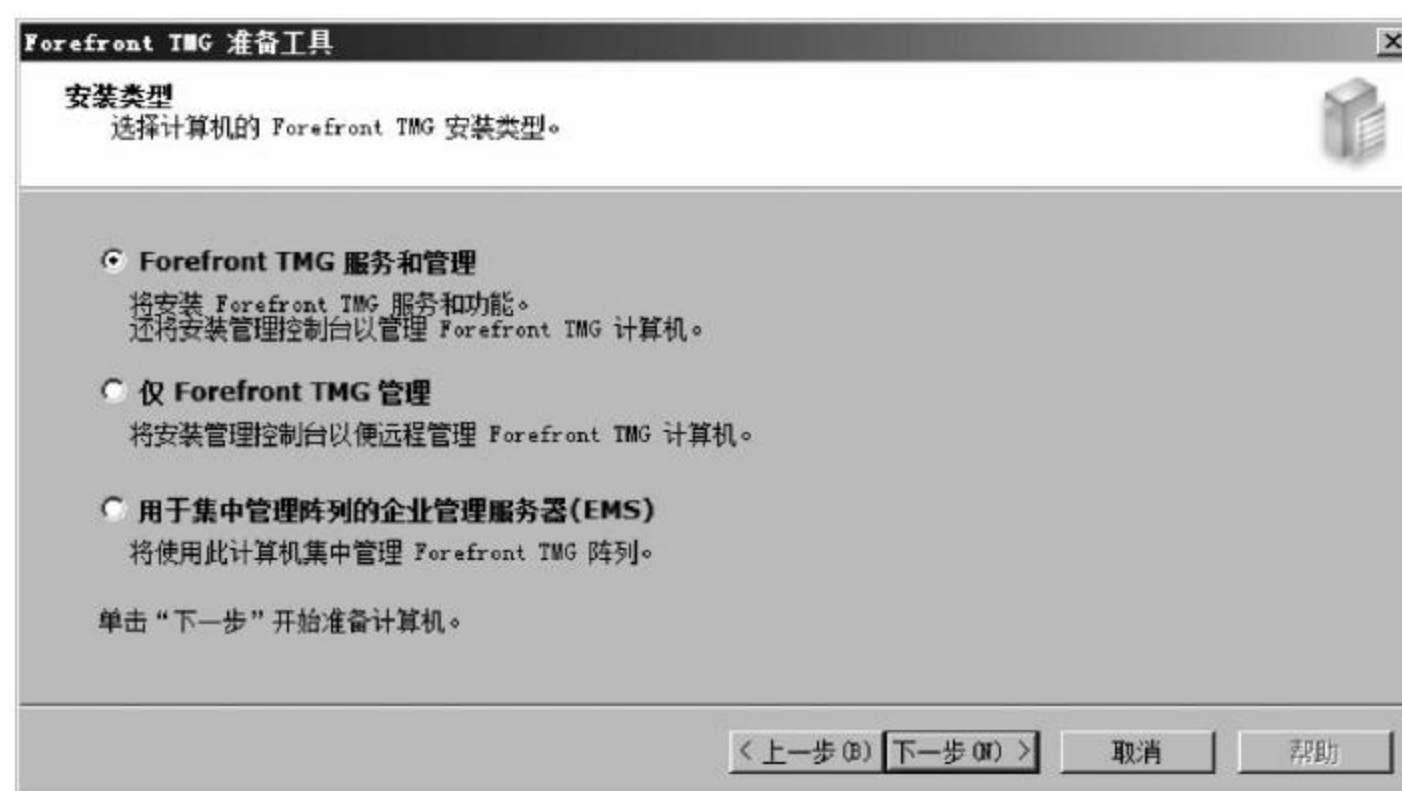 Forefront TMG 准备工具
安装类型
选择计算机的 Forefront TMG 安装类型。
Forefront TMG 服务和管理
将安装 Forefront TMG 服务和功能。
还将安装管理控制台以管理 Forefront TMG 计算机。
仅 Forefront TMG 管理
将安装管理控制台以便远程管理 Forefront TMG 计算机。
用于集中管理阵列的企业管理服务器(EMS)
将使用此计算机集中管理 Forefront TMG 阵列。
单击“下一步”开始准备计算机。
< 上一步(B) 下一步(N) > 取消 帮助